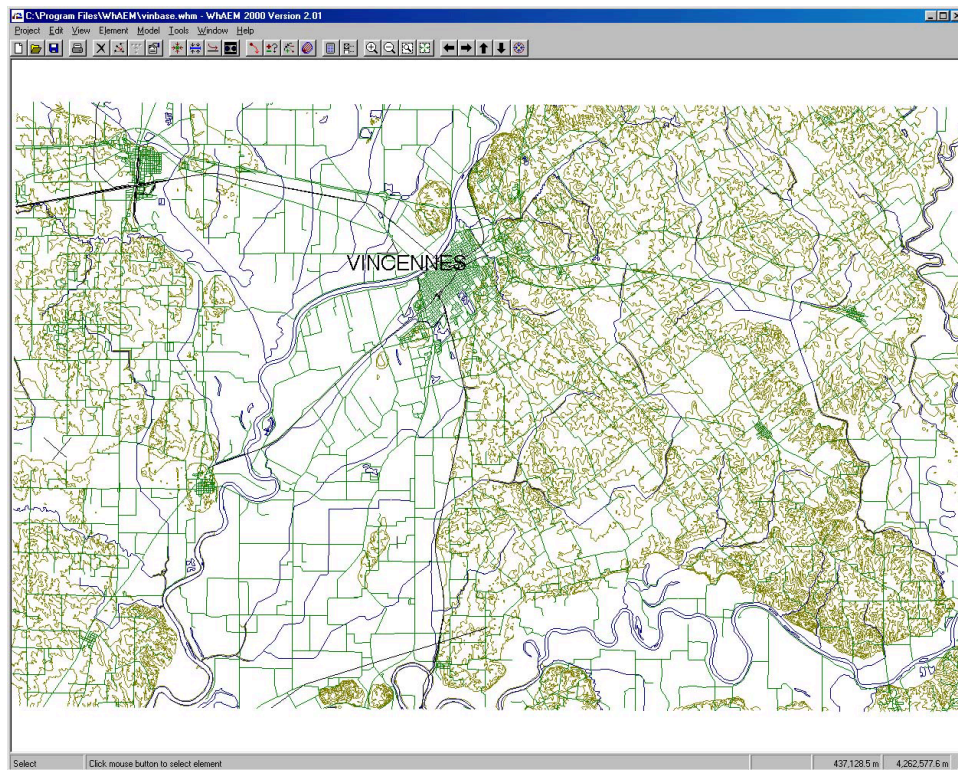 C:\Program Files\WhAEM\vinbase.whm - WhAEM 2000 Version 2.01
Project Edit View Element Model Tools Window Help
VINCENNES
Select Click mouse button to select element 437,128.5 m 4,262,577.6 m